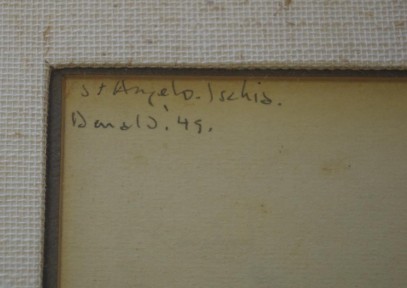 St Angelo. Ischia.
Donald. 49.